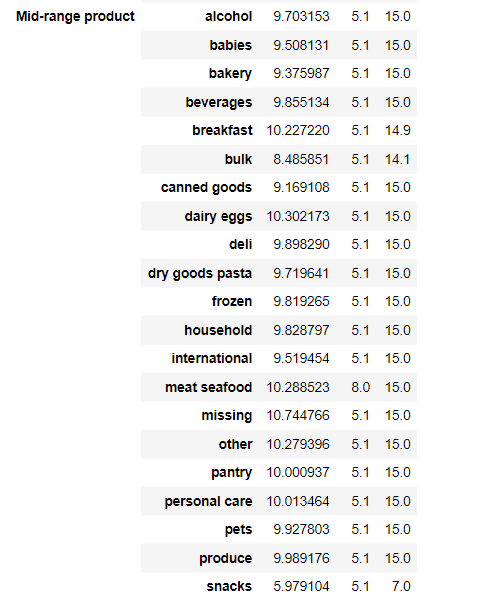 Mid-range product alcohol 9.703153 5.1 15.0
babies 9.508131 5.1 15.0
bakery 9.375987 5.1 15.0
beverages 9.855134 5.1 15.0
breakfast 10.227220 5.1 14.9
bulk 8.485851 5.1 14.1
canned goods 9.169108 5.1 15.0
dairy eggs 10.302173 5.1 15.0
deli 9.898290 5.1 15.0
dry goods pasta 9.719641 5.1 15.0
frozen 9.819265 5.1 15.0
household 9.828797 5.1 15.0
international 9.519454 5.1 15.0
meat seafood 10.288523 8.0 15.0
missing 10.744766 5.1 15.0
other 10.279396 5.1 15.0
pantry 10.000937 5.1 15.0
personal care 10.013464 5.1 15.0
pets 9.927803 5.1 15.0
produce 9.989176 5.1 15.0
snacks 5.979104 5.1 7.0